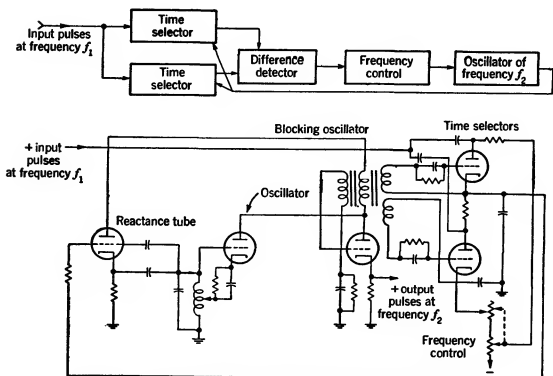 Input pulses
at frequency f1
Time
selector
Time
selector
Difference
detector
Frequency
control
Oscillator of
frequency f2
Blocking oscillator
Time selectors
+ input
pulses
at frequency f1
Oscillator
Reactance tube
+ output
pulses at
frequency f2
Frequency
control
−